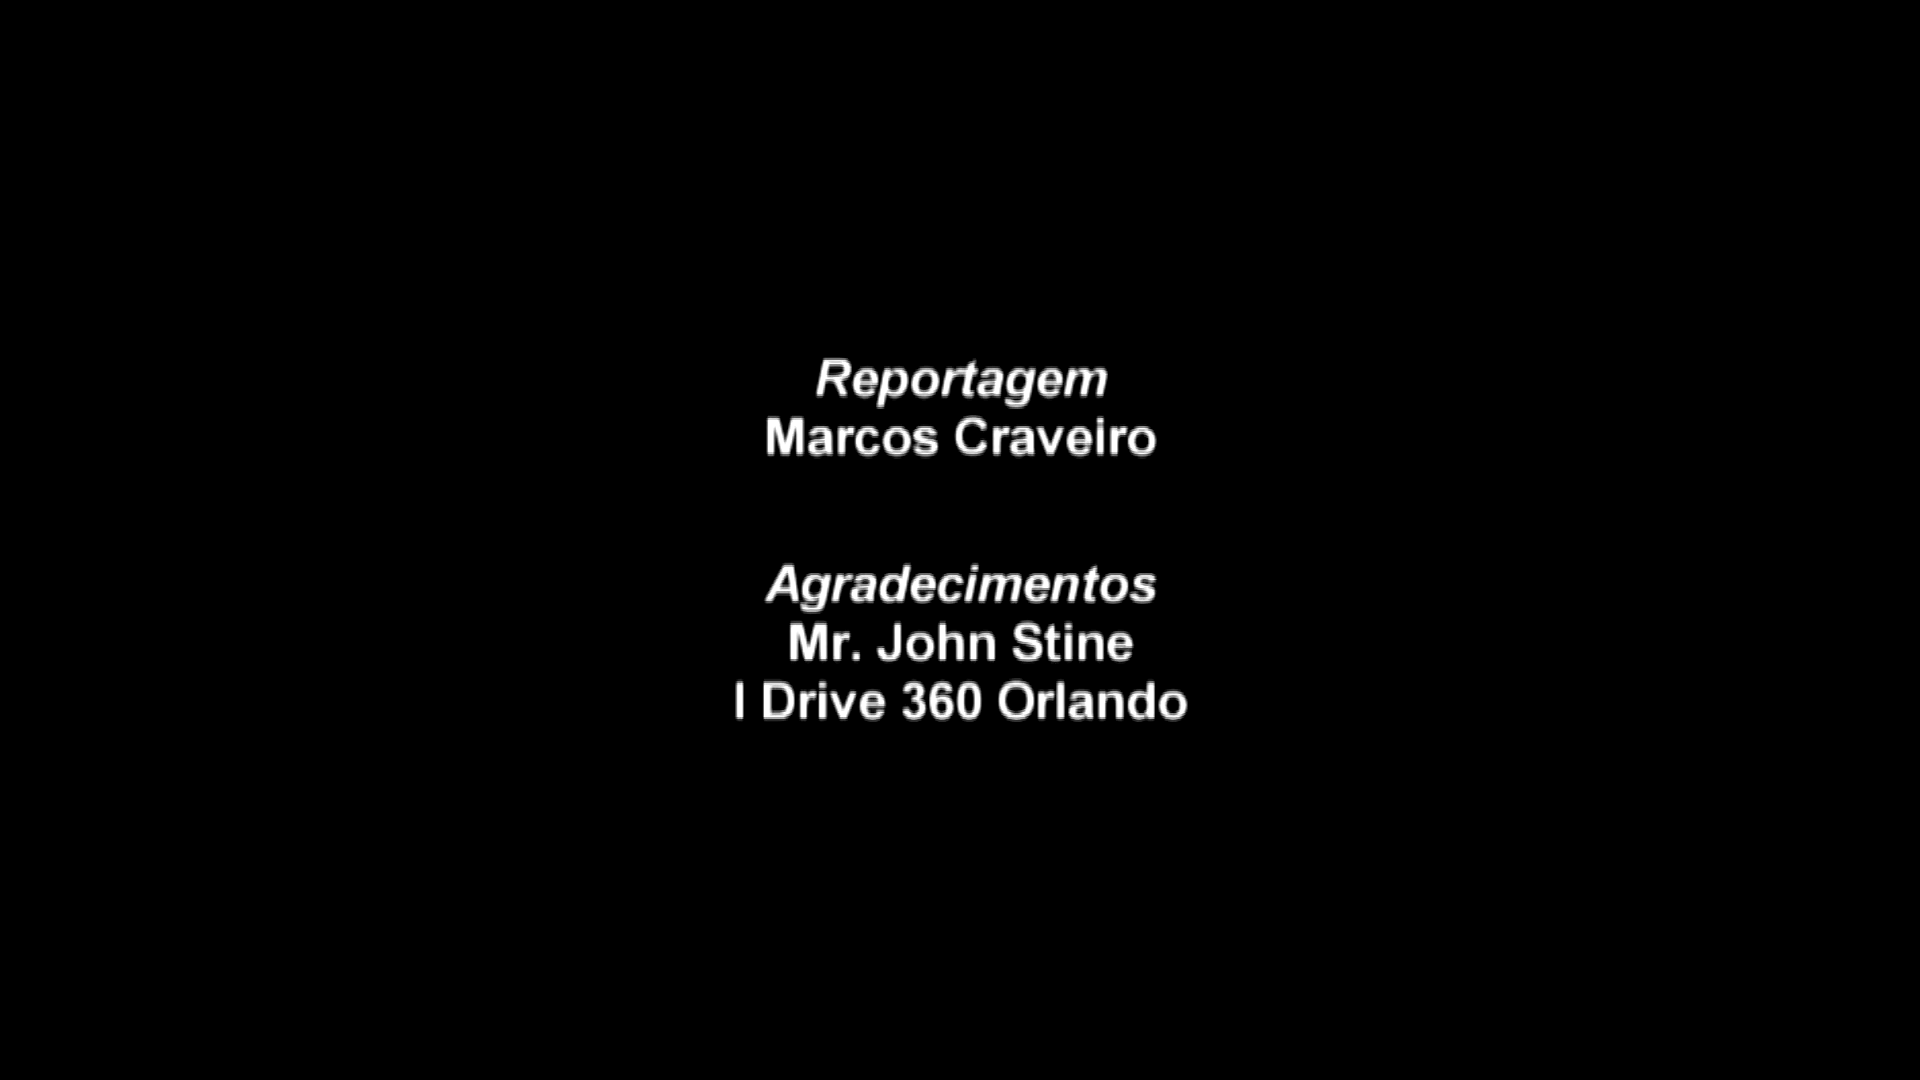 Reportagem
Marcos Craveiro
Agradecimentos
Mr. John Stine
I Drive 360 Orlando